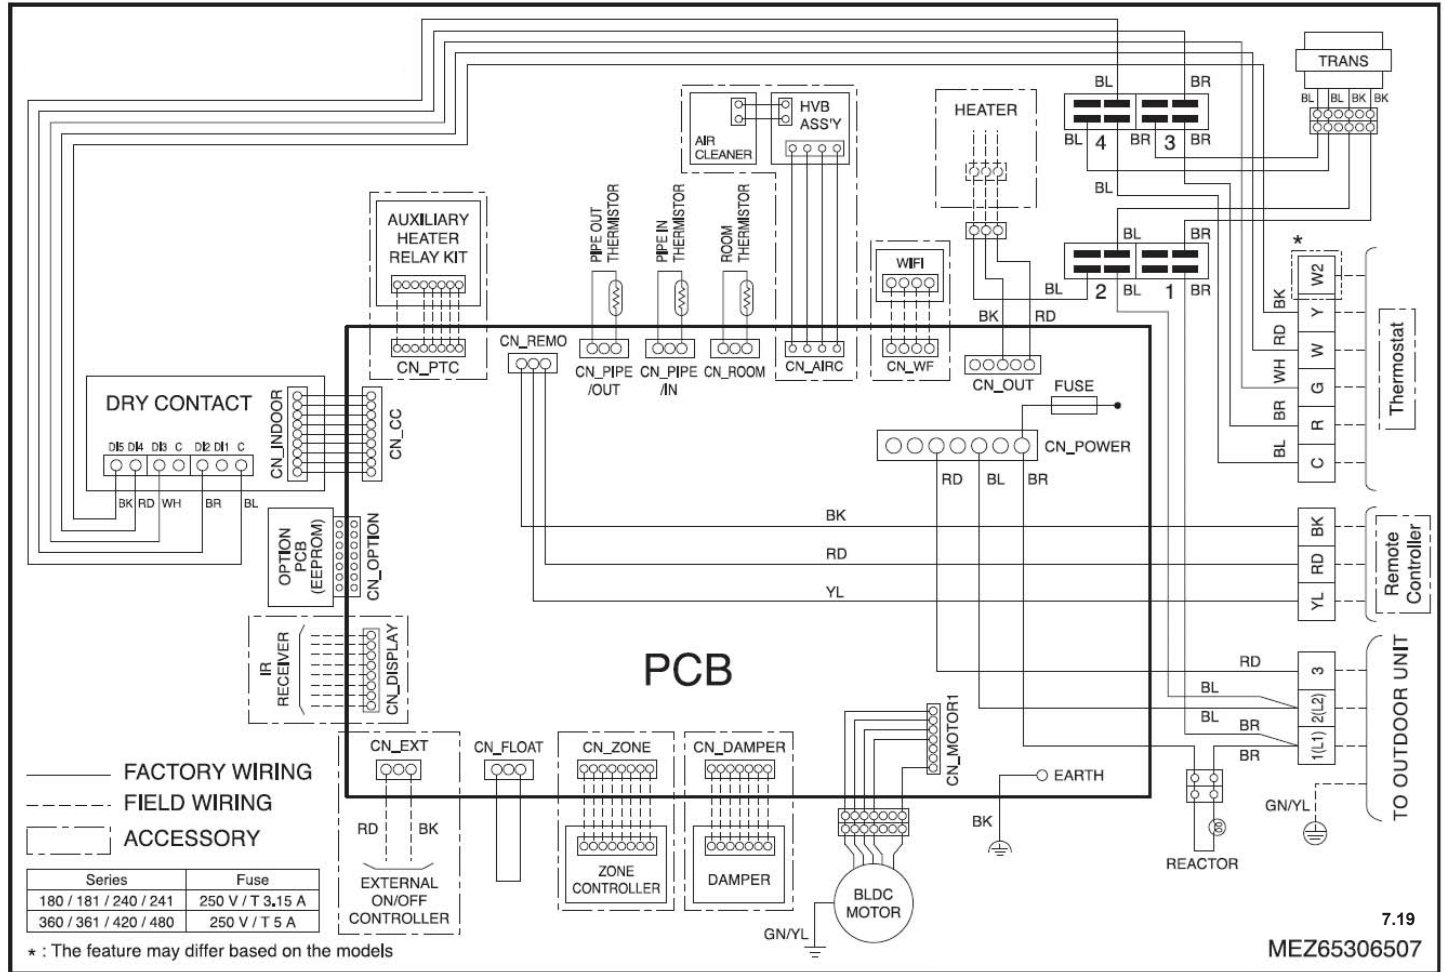 TRANS
BL BL BK BK
BL BR
BL 4 BR 3 BR
BL
BL BR
BL 2 BL 1 BR
HEATER
BK RD
AIR
CLEANER
HVB
ASS'Y
AUXILIARY
HEATER
RELAY KIT
PIPE OUT
THERMISTOR
PIPE IN
THERMISTOR
ROOM
THERMISTOR
WIFI
CN_PTC
CN_REMO
CN_PIPE
/OUT
CN_PIPE
/IN
CN_ROOM
CN_AIRC
CN_WF
CN_OUT
FUSE
CN_POWER
RD BL BR
*
W2
Y
W
G
R
C
BK
RD
WH
BR
BL
Thermostat
DRY CONTACT
DI5 DI4 DI3 C DI2 DI1 C
BK RD WH BR BL
CN_INDOOR
CN_CC
OPTION
PCB
(EEPROM)
CN_OPTION
BK
RD
YL
BK
RD
YL
Remote
Controller
IR
RECEIVER
CN_DISPLAY
PCB
RD
BL
BL
BR
BR
3
2(L2)
1(L1)
TO OUTDOOR UNIT
GN/YL
REACTOR
CN_EXT
RD BK
EXTERNAL
ON/OFF
CONTROLLER
CN_FLOAT
CN_ZONE
ZONE
CONTROLLER
CN_DAMPER
DAMPER
CN_MOTOR1
BLDC
MOTOR
GN/YL
EARTH
BK
FACTORY WIRING
FIELD WIRING
ACCESSORY
Series Fuse
180 / 181 / 240 / 241 250 V / T 3.15 A
360 / 361 / 420 / 480 250 V / T 5 A
* : The feature may differ based on the models
7.19
MEZ65306507